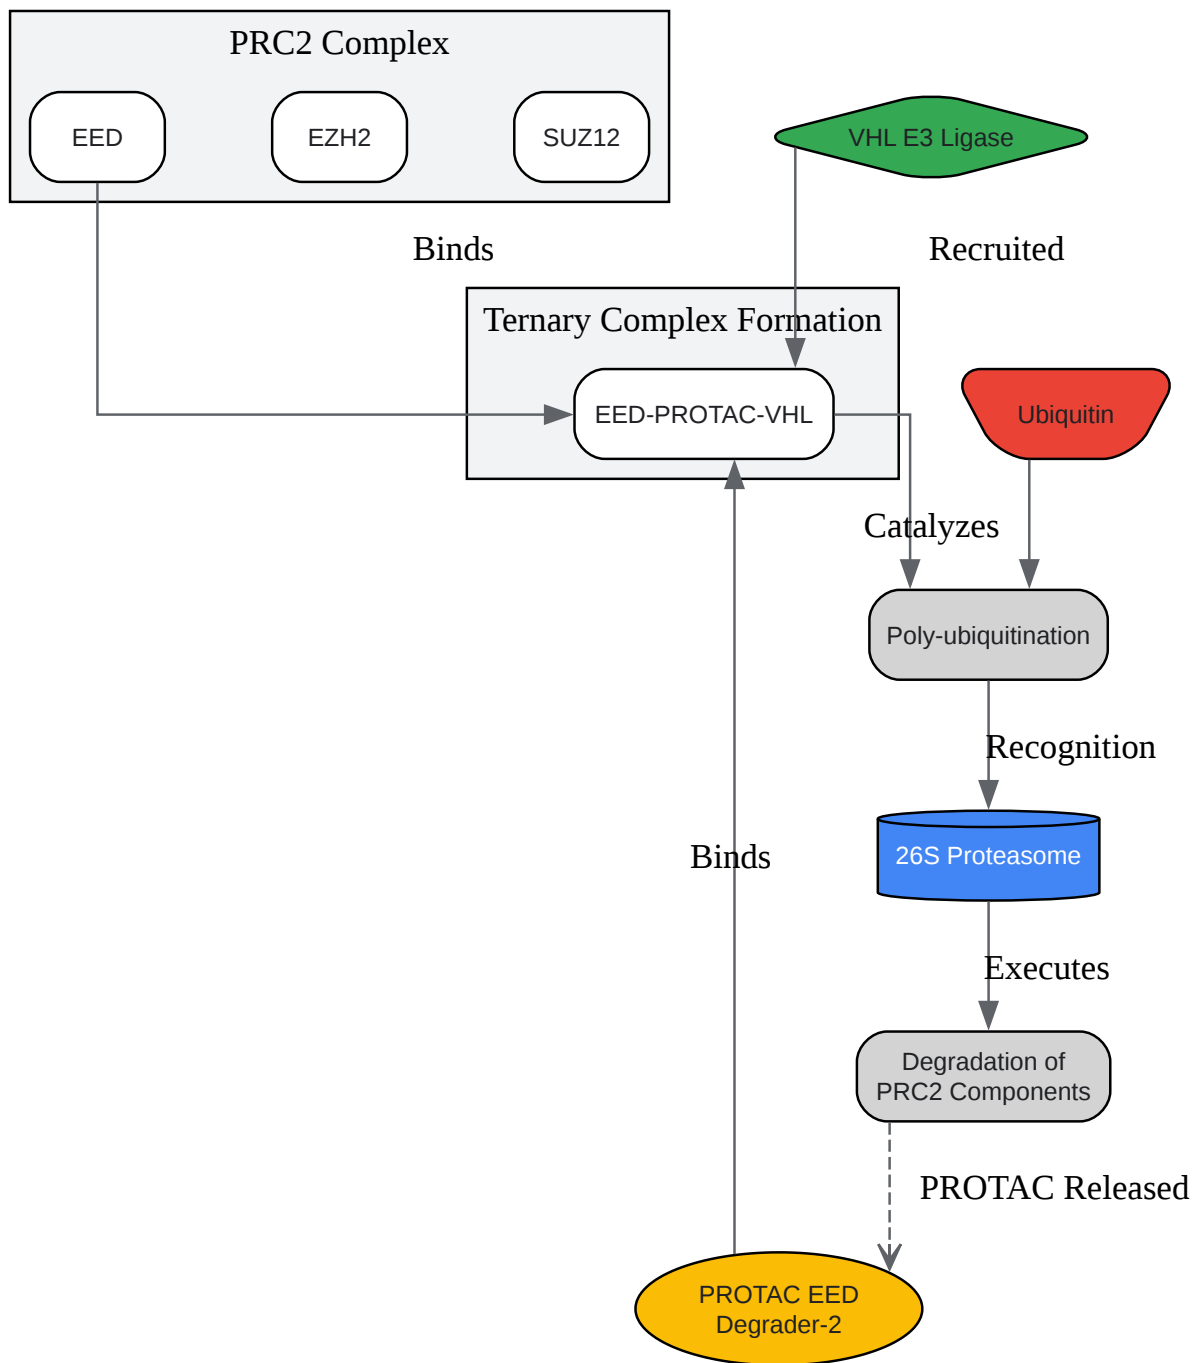 PRC2 Complex
EED
EZH2
SUZ12
VHL E3 Ligase
Binds
Recruited
Ternary Complex Formation
EED-PROTAC-VHL
Ubiquitin
Catalyzes
Poly-ubiquitination
Recognition
Binds
26S Proteasome
Executes
Degradation of
PRC2 Components
PROTAC Released
PROTAC EED
Degrader-2